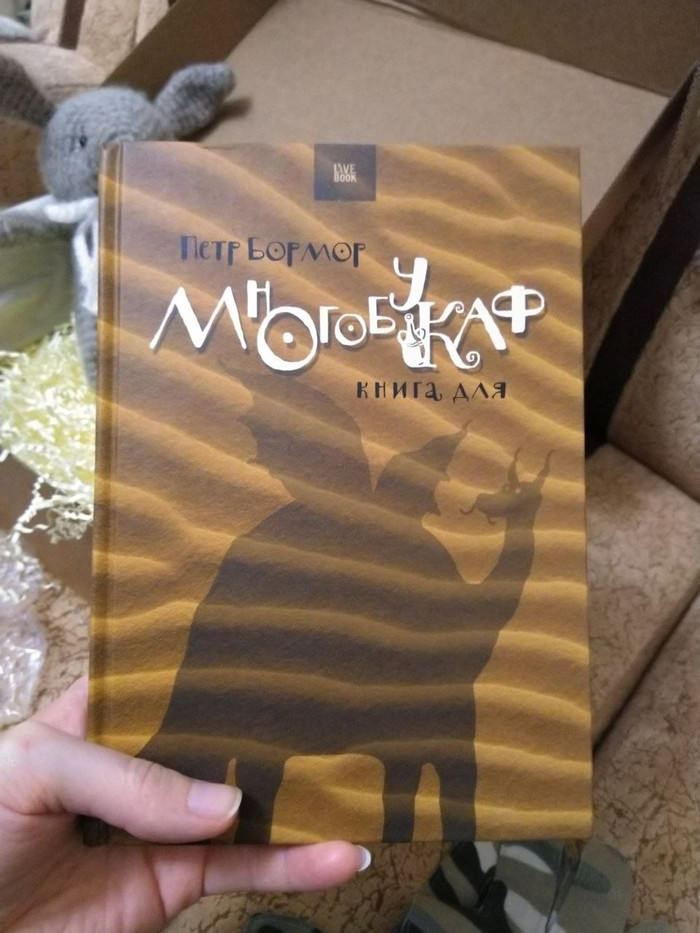 LIVE
BOOK
Петр Бормор
Многобукаф
книга для